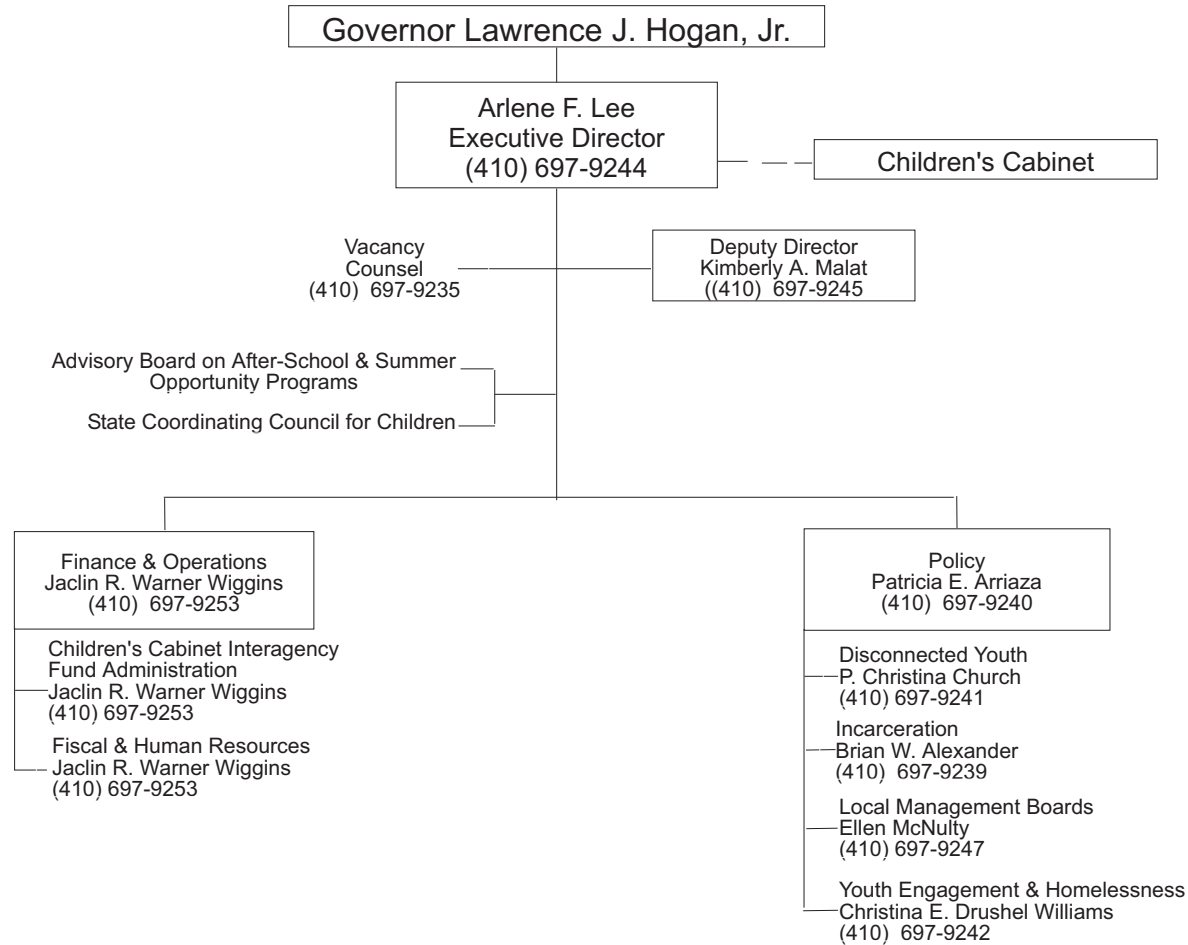 Governor Lawrence J. Hogan, Jr.
Arlene F. Lee
Executive Director
(410) 697-9244
Children's Cabinet
Vacancy
Counsel
(410) 697-9235
Deputy Director
Kimberly A. Malat
((410) 697-9245
Advisory Board on After-School & Summer
Opportunity Programs
State Coordinating Council for Children
Finance & Operations
Jaclin R. Warner Wiggins
(410) 697-9253
Children's Cabinet Interagency
Fund Administration
Jaclin R. Warner Wiggins
(410) 697-9253
Fiscal & Human Resources
Jaclin R. Warner Wiggins
(410) 697-9253
Policy
Patricia E. Arriaza
(410) 697-9240
Disconnected Youth
P. Christina Church
(410) 697-9241
Incarceration
Brian W. Alexander
(410) 697-9239
Local Management Boards
Ellen McNulty
(410) 697-9247
Youth Engagement & Homelessness
Christina E. Drushel Williams
(410) 697-9242